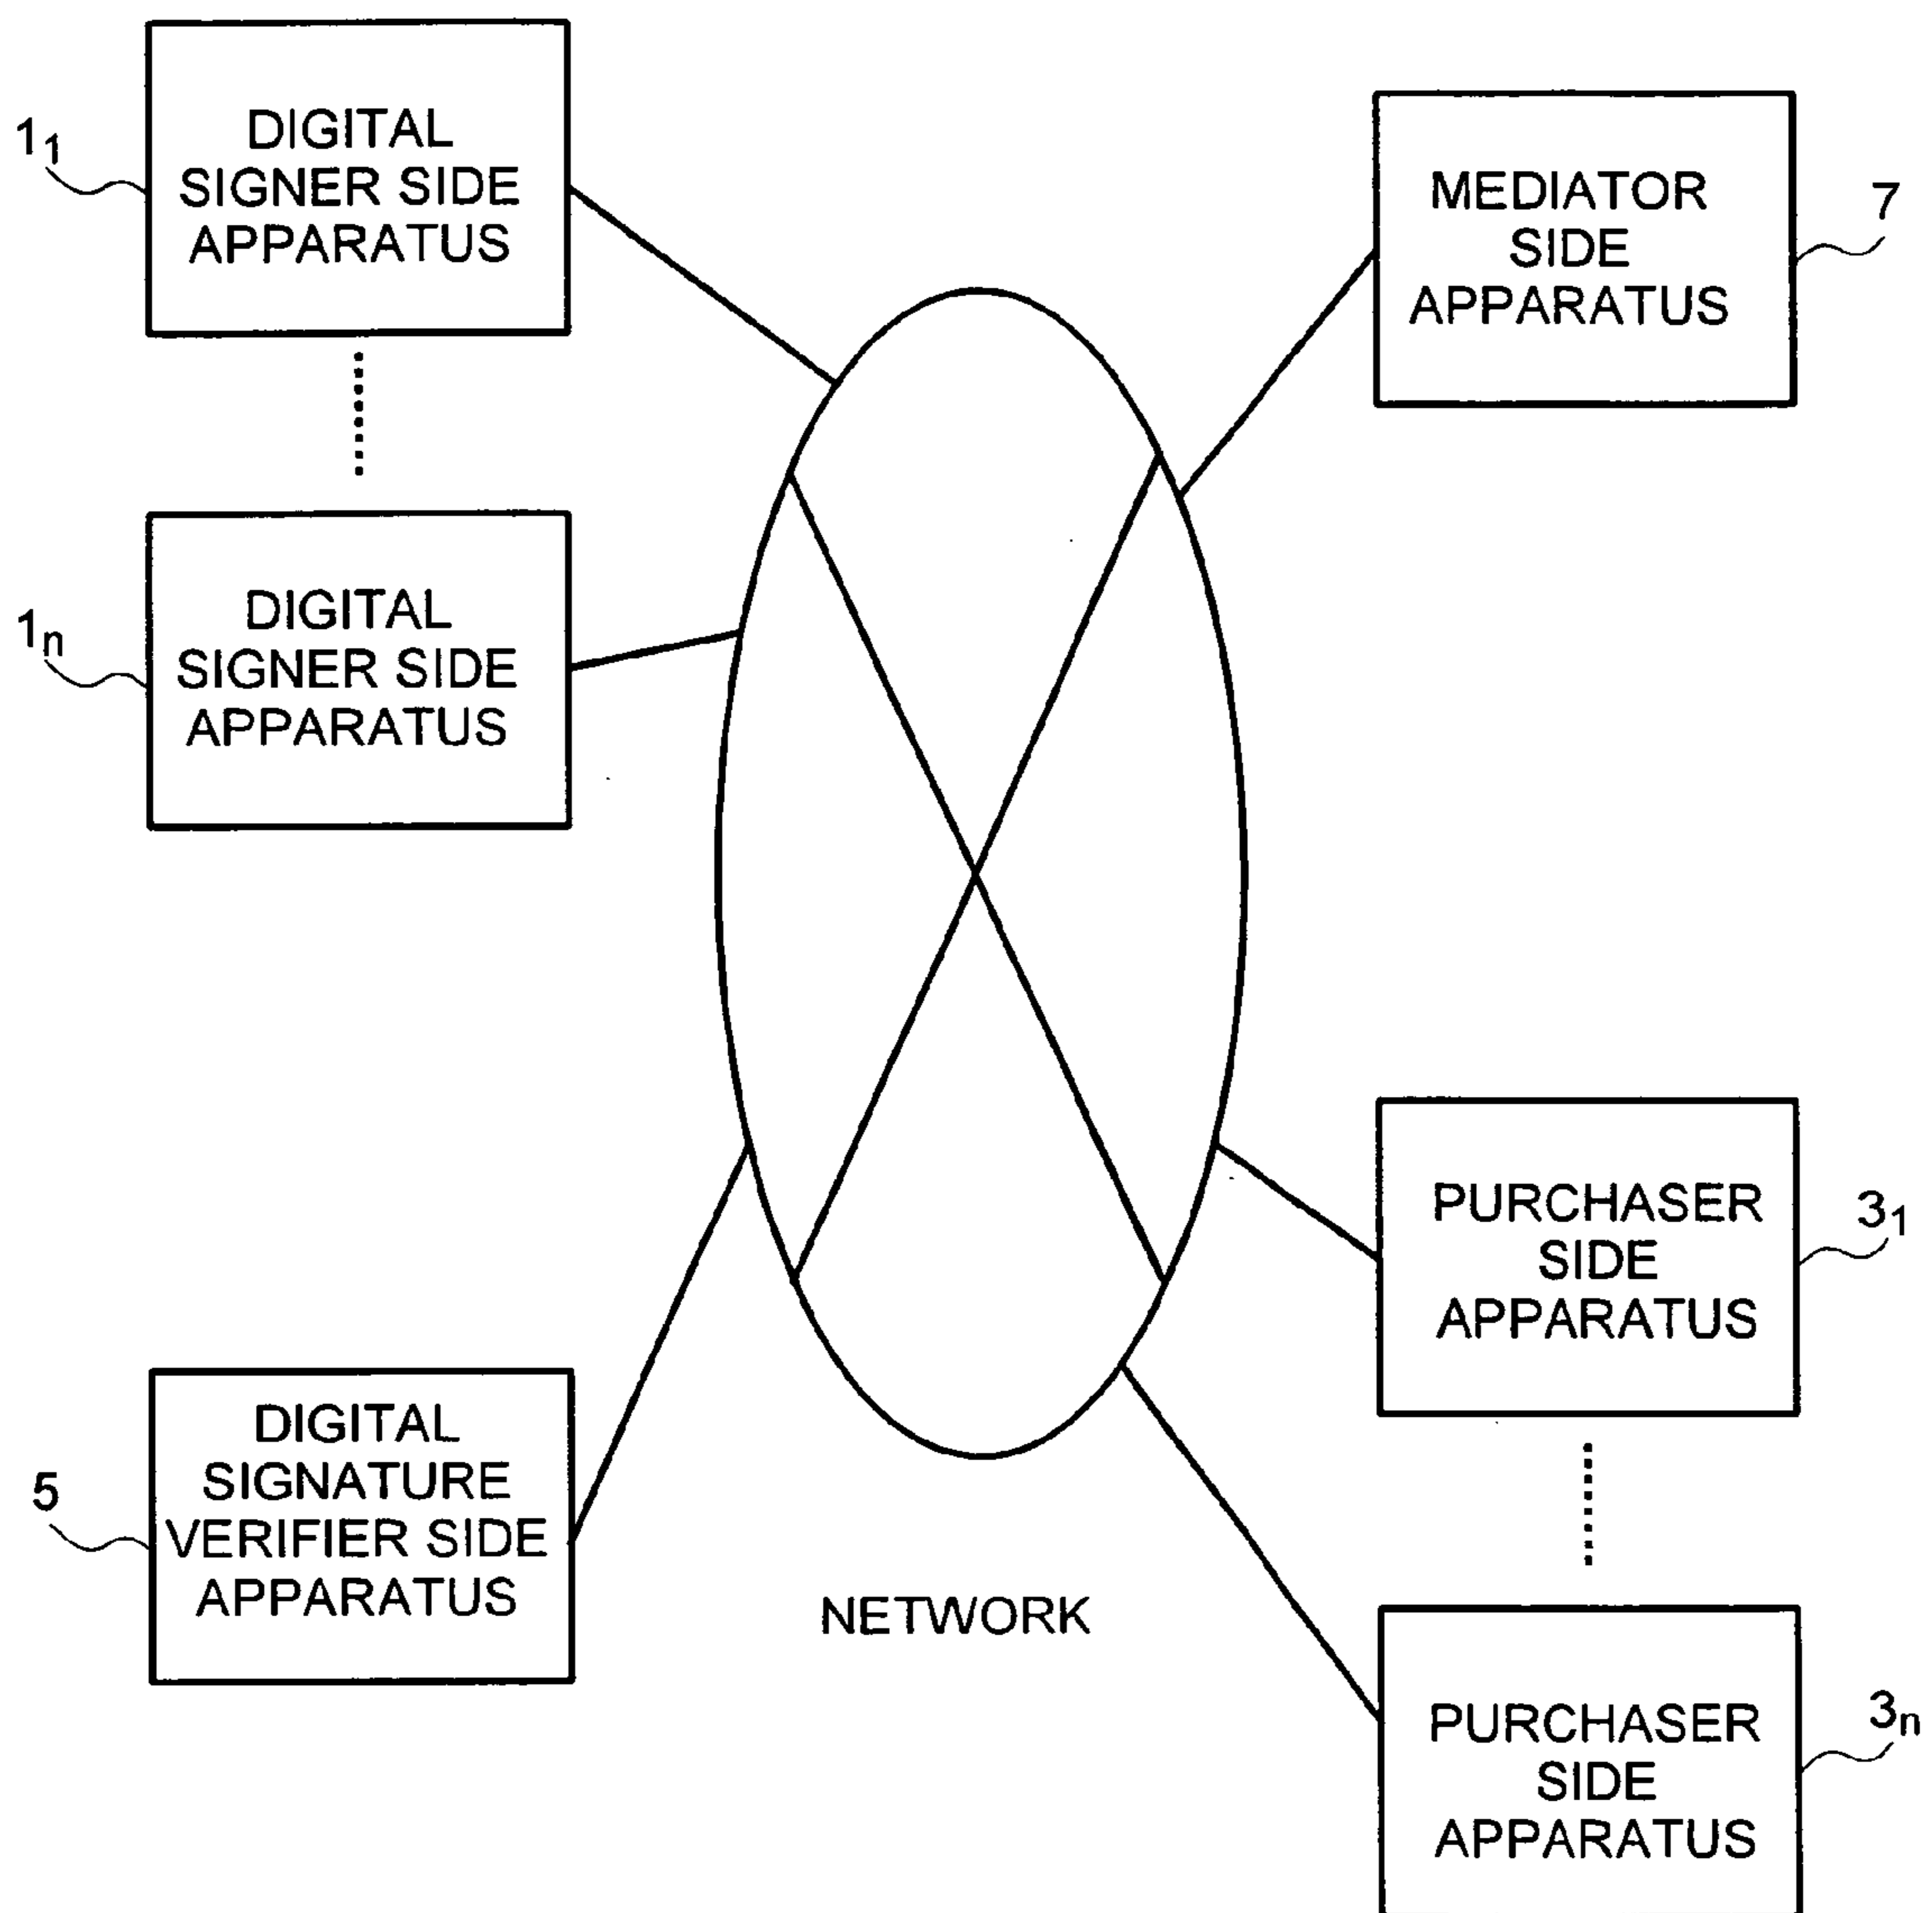 1₁
DIGITAL
SIGNER SIDE
APPARATUS
1ₙ
DIGITAL
SIGNER SIDE
APPARATUS
5
DIGITAL
SIGNATURE
VERIFIER SIDE
APPARATUS
NETWORK
MEDIATOR
SIDE
APPARATUS
7
PURCHASER
SIDE
APPARATUS
3₁
PURCHASER
SIDE
APPARATUS
3ₙ